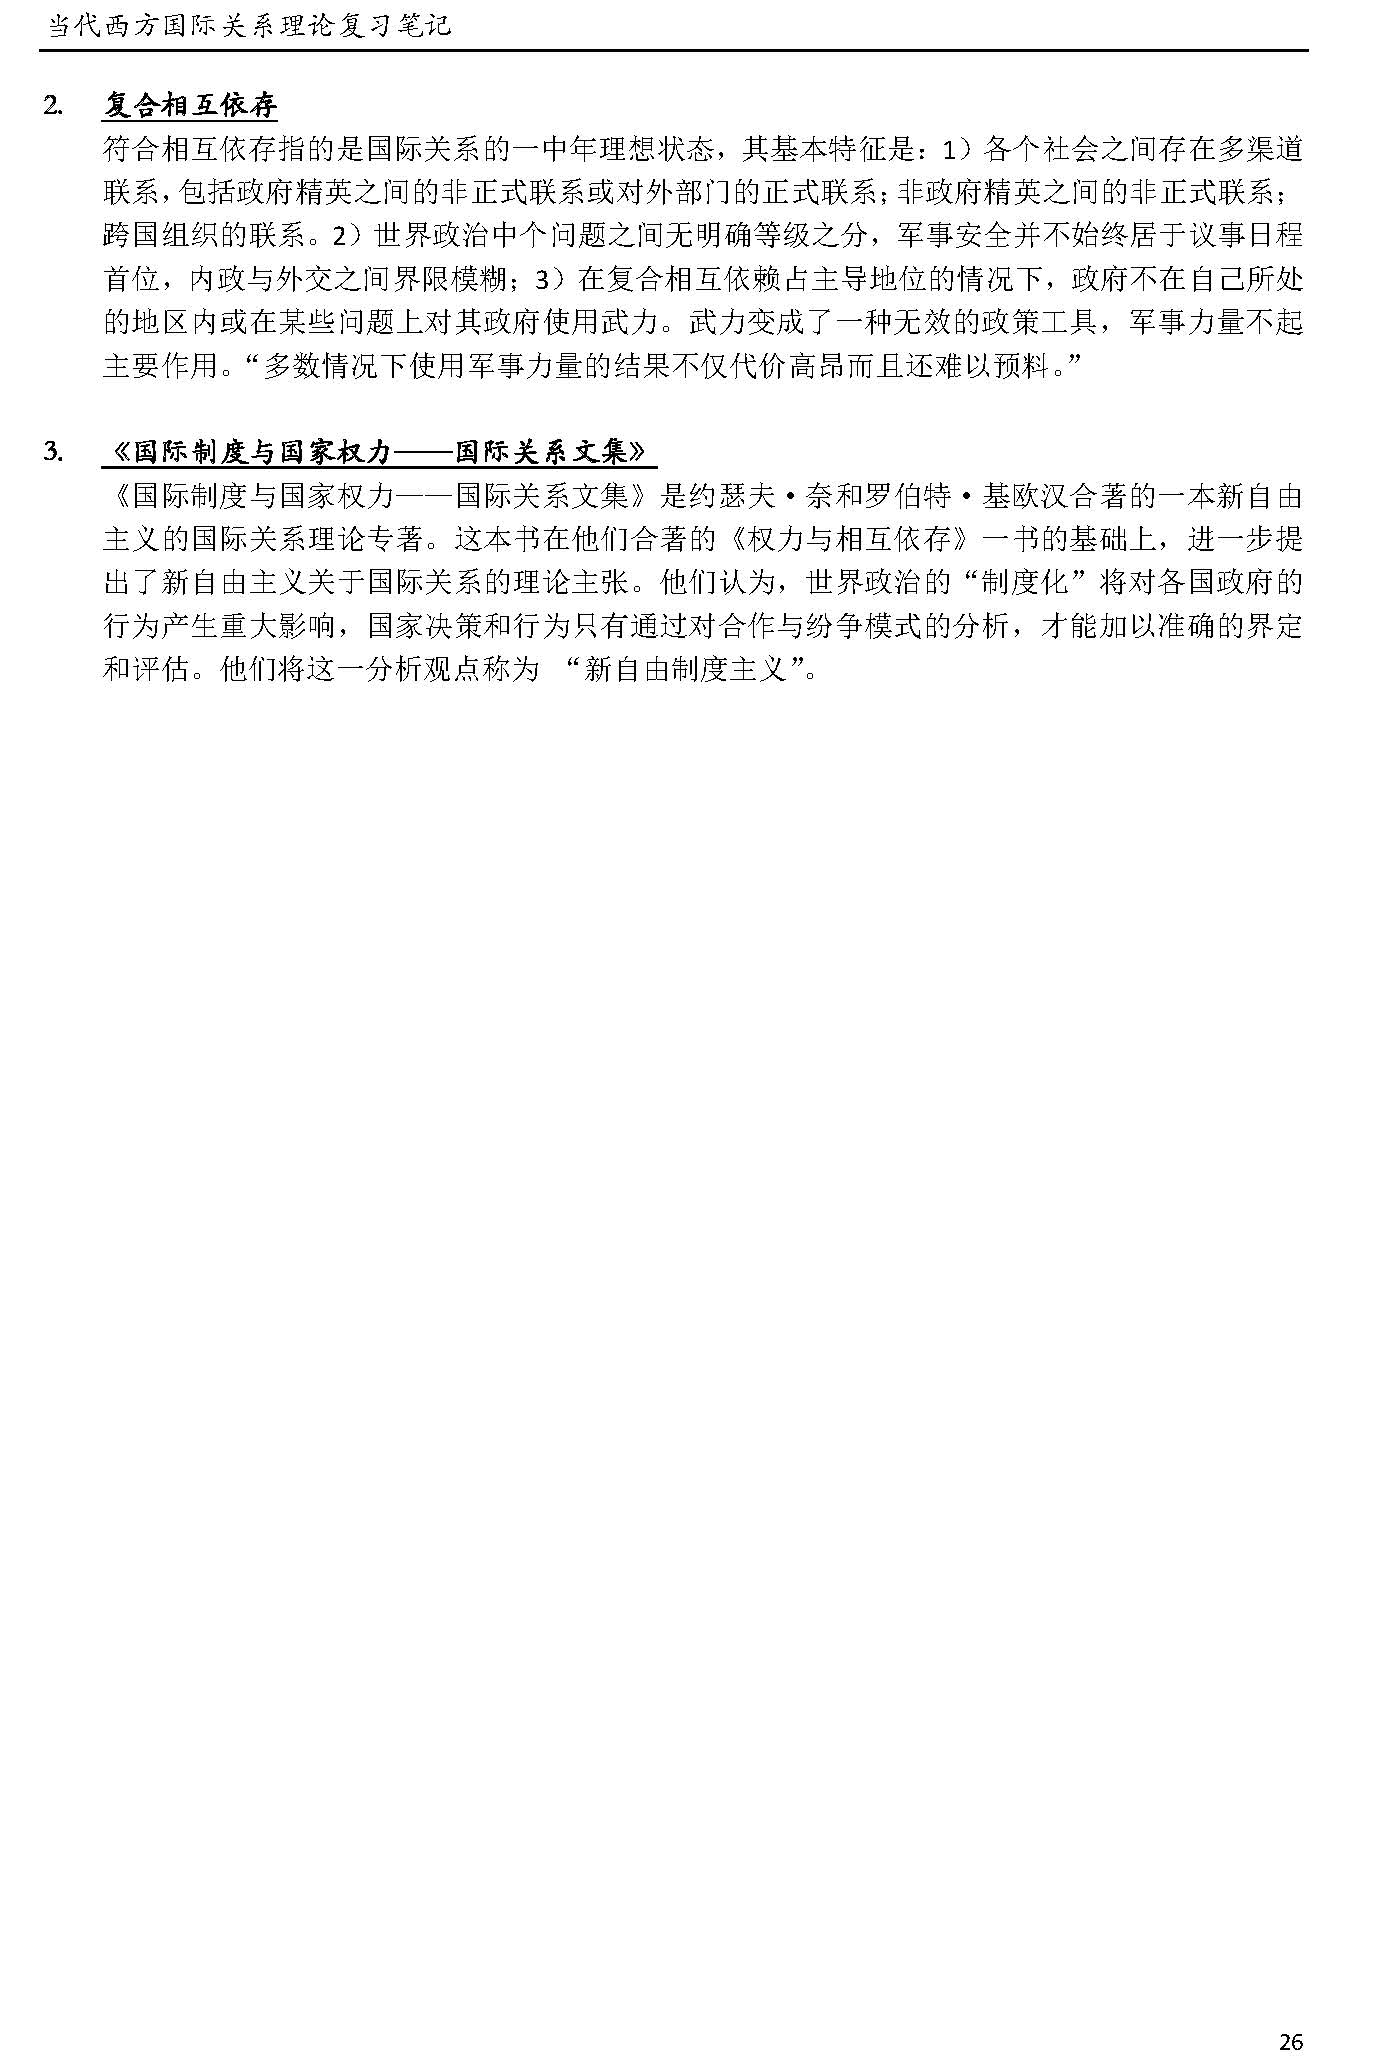 当代西方国际关系理论复习笔记
2. 复合相互依存
符合相互依存指的是国际关系的一中年理想状态，其基本特征是：1）各个社会之间存在多渠道
联系，包括政府精英之间的非正式联系或对外部门的正式联系；非政府精英之间的非正式联系；
跨国组织的联系。2）世界政治中个问题之间无明确等级之分，军事安全并不始终居于议事日程
首位，内政与外交之间界限模糊；3）在复合相互依赖占主导地位的情况下，政府不在自己所处
的地区内或在某些问题上对其政府使用武力。武力变成了一种无效的政策工具，军事力量不起
主要作用。“多数情况下使用军事力量的结果不仅代价高昂而且还难以预料。”
3. 《国际制度与国家权力——国际关系文集》
《国际制度与国家权力——国际关系文集》是约瑟夫•奈和罗伯特•基欧汉合著的一本新自由
主义的国际关系理论专著。这本书在他们合著的《权力与相互依存》一书的基础上，进一步提
出了新自由主义关于国际关系的理论主张。他们认为，世界政治的“制度化”将对各国政府的
行为产生重大影响，国家决策和行为只有通过对合作与纷争模式的分析，才能加以准确的界定
和评估。他们将这一分析观点称为 “新自由制度主义”。
26